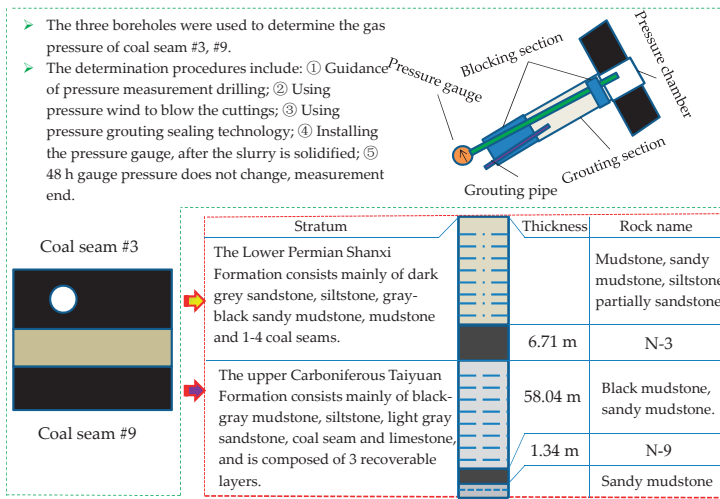 ➤ The three boreholes were used to determine the gas
pressure of coal seam #3, #9.
➤ The determination procedures include: ① Guidance
of pressure measurement drilling; ② Using
pressure wind to blow the cuttings; ③ Using
pressure grouting sealing technology; ④ Installing
the pressure gauge, after the slurry is solidified; ⑤
48 h gauge pressure does not change, measurement
end.
Pressure gauge
Blocking section
Pressure chamber
Grouting section
Grouting pipe
Coal seam #3
Coal seam #9
Stratum
Thickness
Rock name
The Lower Permian Shanxi
Formation consists mainly of dark
grey sandstone, siltstone, gray-
black sandy mudstone, mudstone
and 1-4 coal seams.
Mudstone, sandy
mudstone, siltstone
partially sandstone
6.71 m
N-3
The upper Carboniferous Taiyuan
Formation consists mainly of black-
gray mudstone, siltstone, light gray
sandstone, coal seam and limestone,
and is composed of 3 recoverable
layers.
58.04 m
Black mudstone,
sandy mudstone.
1.34 m
N-9
Sandy mudstone